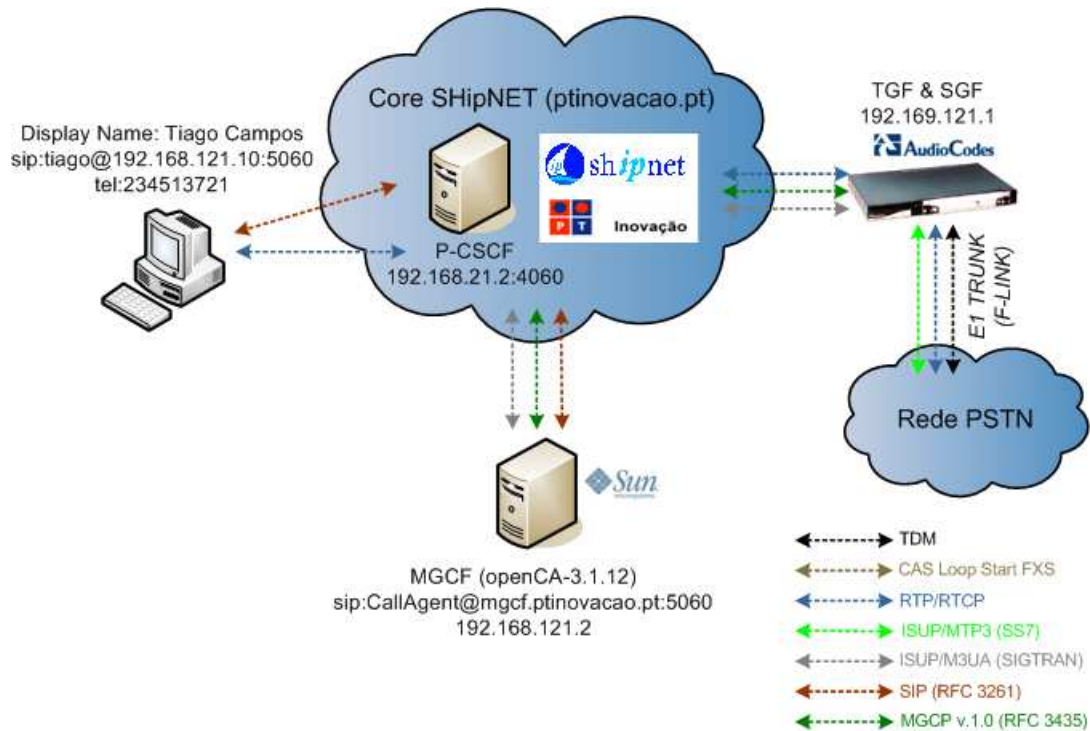 Core SHipNET (ptinovacao.pt)
Display Name: Tiago Campos
sip:tiago@192.168.121.10:5060
tel:234513721
shipnet
P T Inovação
P-CSCF
192.168.21.2:4060
TGF & SGF
192.169.121.1
AudioCodes
E1 TRUNK
(F-LINK)
Rede PSTN
Sun
MGCF (openCA-3.1.12)
sip:CallAgent@mgcf.ptinovacao.pt:5060
192.168.121.2
TDM
CAS Loop Start FXS
RTP/RTCP
ISUP/MTP3 (SS7)
ISUP/M3UA (SIGTRAN)
SIP (RFC 3261)
MGCP v.1.0 (RFC 3435)